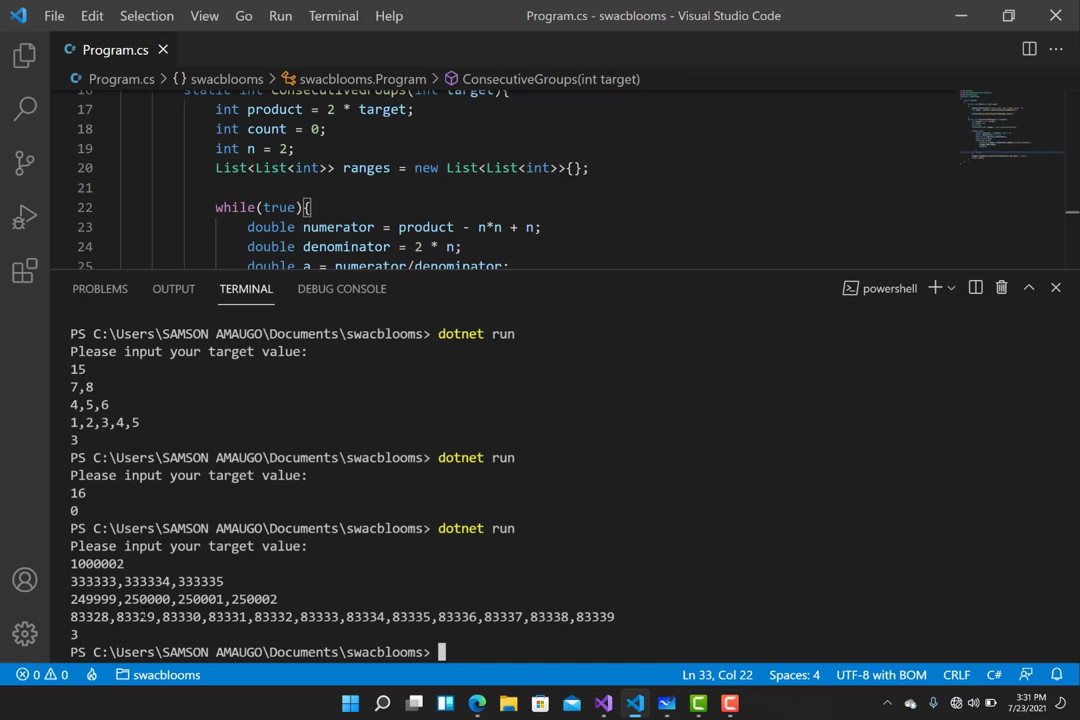 File Edit Selection View Go Run Terminal Help Program.cs - swacblooms - Visual Studio Code
Program.cs
Program.cs > {} swacblooms > swacblooms.Program > ConsecutiveGroups(int target)
16 static int ConsecutiveGroups(int target){
17 int product = 2 * target;
18 int count = 0;
19 int n = 2;
20 List<List<int>> ranges = new List<List<int>>{};
21
22 while(true){
23 double numerator = product - n*n + n;
24 double denominator = 2 * n;
25 double a = numerator/denominator;
PROBLEMS OUTPUT TERMINAL DEBUG CONSOLE powershell
PS C:\Users\SAMSON AMAUGO\Documents\swacblooms> dotnet run
Please input your target value:
15
7,8
4,5,6
1,2,3,4,5
3
PS C:\Users\SAMSON AMAUGO\Documents\swacblooms> dotnet run
Please input your target value:
16
0
PS C:\Users\SAMSON AMAUGO\Documents\swacblooms> dotnet run
Please input your target value:
1000002
333333,333334,333335
249999,250000,250001,250002
83328,83329,83330,83331,83332,83333,83334,83335,83336,83337,83338,83339
3
PS C:\Users\SAMSON AMAUGO\Documents\swacblooms>
0 0 swacblooms Ln 33, Col 22 Spaces: 4 UTF-8 with BOM CRLF C#
3:31 PM
7/23/2021